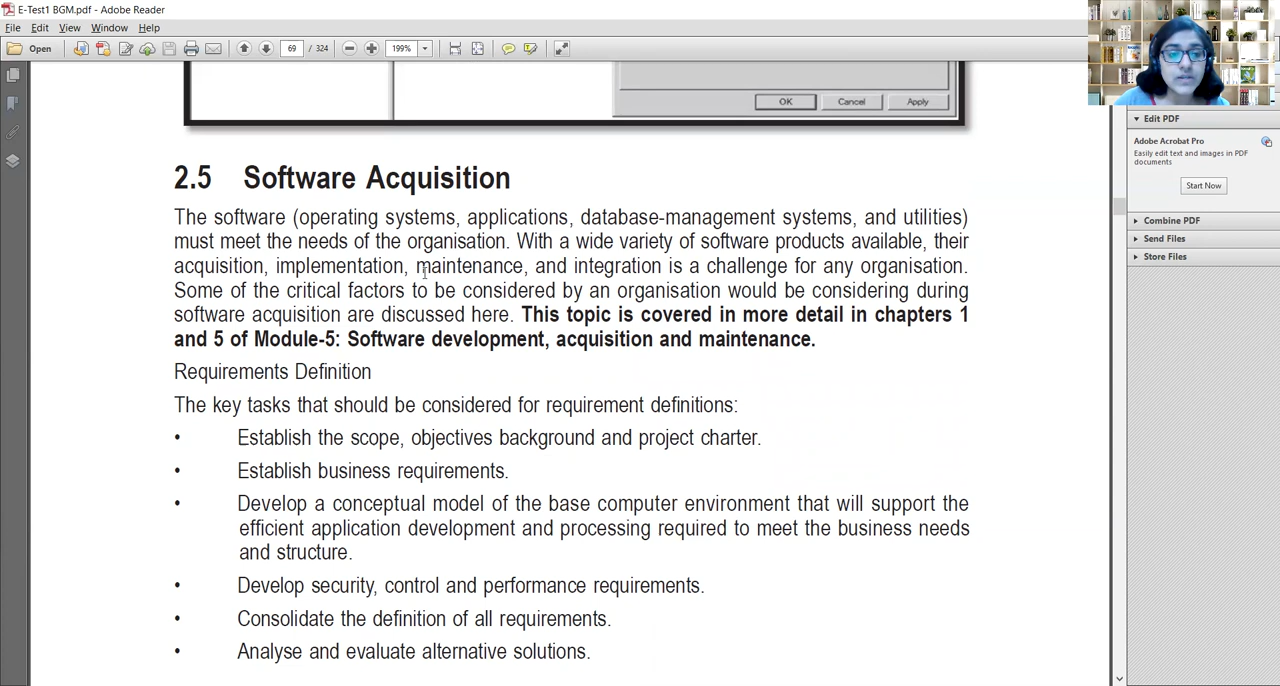 E-Test1 BGM.pdf - Adobe Reader
File Edit View Window Help
Open 69 / 324 199%
OK Cancel Apply
2.5 Software Acquisition
The software (operating systems, applications, database-management systems, and utilities)
must meet the needs of the organisation. With a wide variety of software products available, their
acquisition, implementation, maintenance, and integration is a challenge for any organisation.
Some of the critical factors to be considered by an organisation would be considering during
software acquisition are discussed here. This topic is covered in more detail in chapters 1
and 5 of Module-5: Software development, acquisition and maintenance.
Requirements Definition
The key tasks that should be considered for requirement definitions:
• Establish the scope, objectives background and project charter.
• Establish business requirements.
• Develop a conceptual model of the base computer environment that will support the
efficient application development and processing required to meet the business needs
and structure.
• Develop security, control and performance requirements.
• Consolidate the definition of all requirements.
• Analyse and evaluate alternative solutions.
Edit PDF
Adobe Acrobat Pro
Easily edit text and images in PDF
documents
Start Now
Combine PDF
Send Files
Store Files